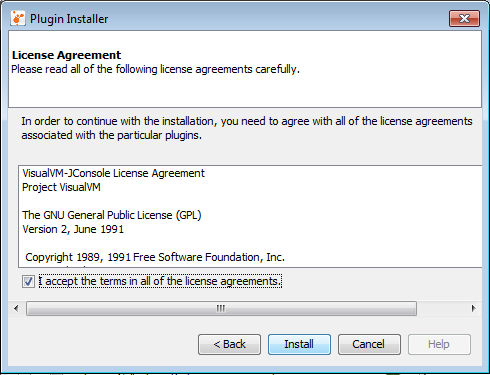 Plugin Installer
License Agreement
Please read all of the following license agreements carefully.
In order to continue with the installation, you need to agree with all of the license agreements
associated with the particular plugins.
VisualVM-JConsole License Agreement
Project VisualVM
The GNU General Public License (GPL)
Version 2, June 1991
Copyright 1989, 1991 Free Software Foundation, Inc.
I accept the terms in all of the license agreements.
< Back
Install
Cancel
Help